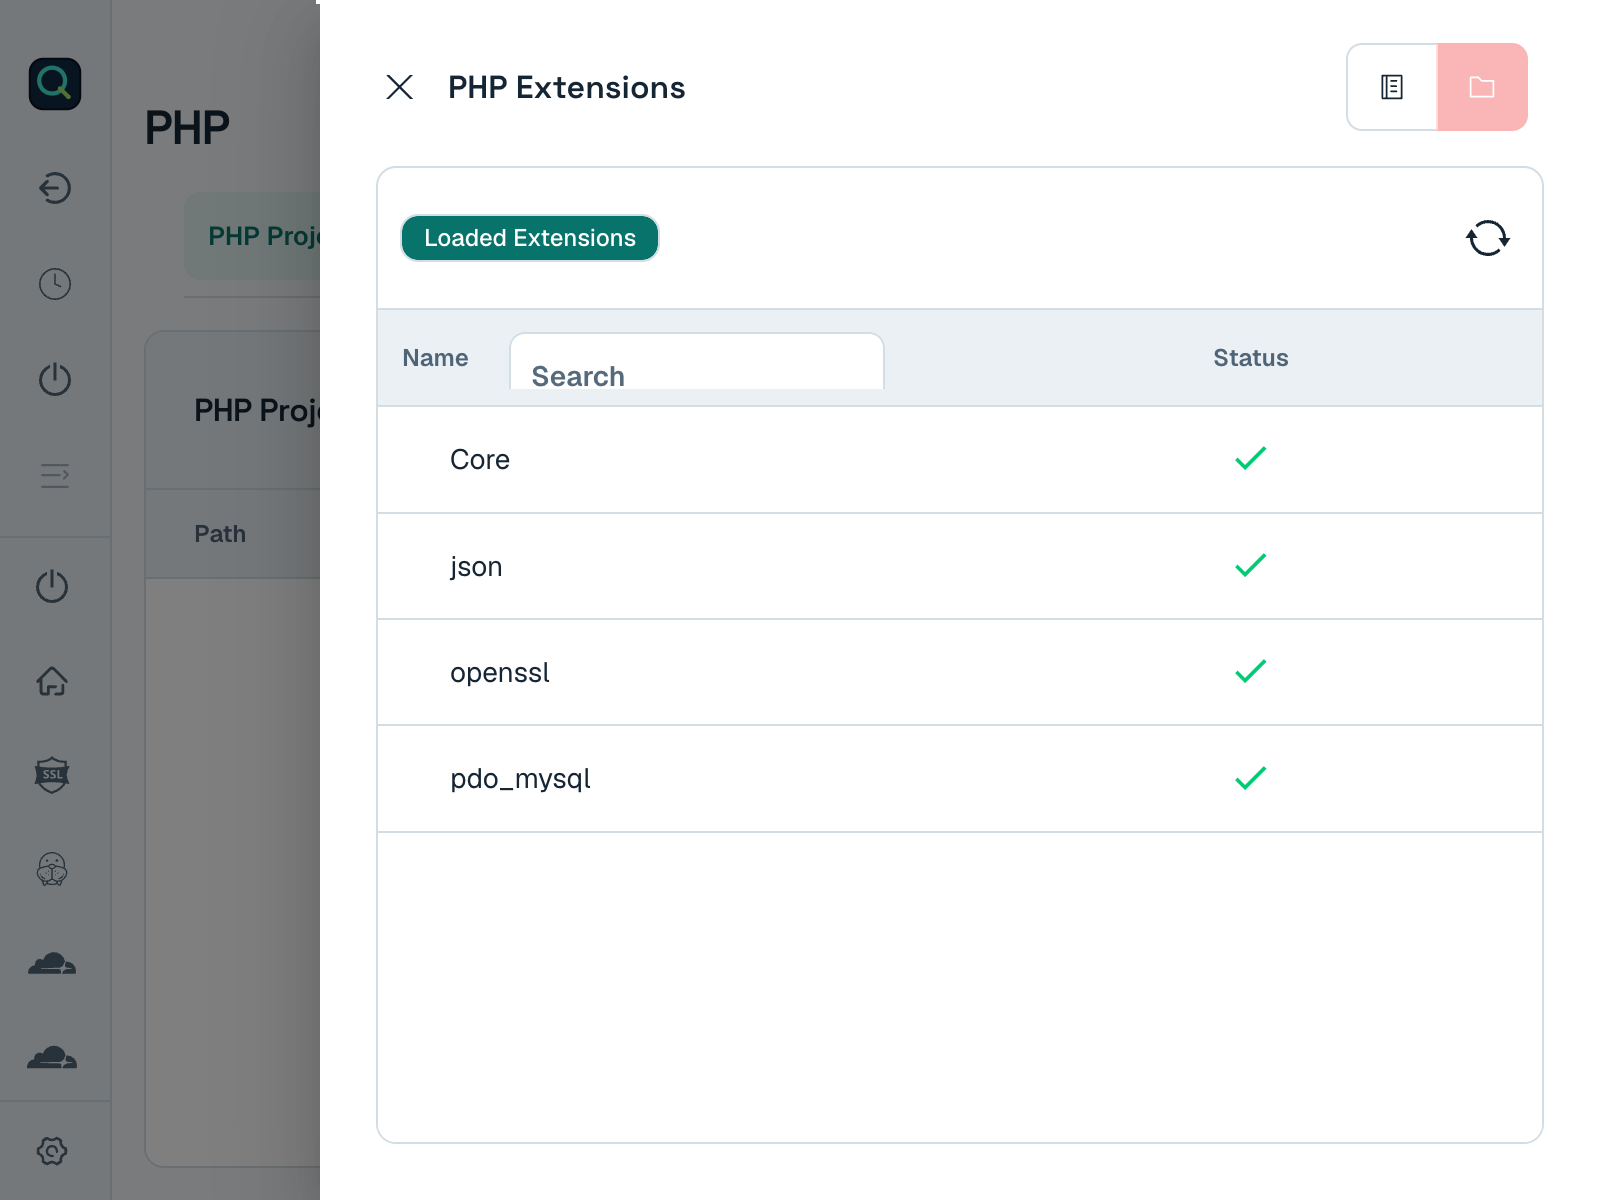 PHP
PHP Proj
PHP Proj
Path
SSL
PHP Extensions
Loaded Extensions
Name
Search
Status
Core
json
openssl
pdo_mysql